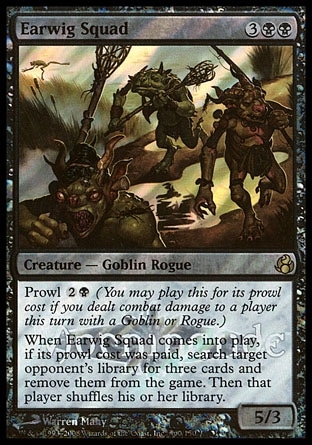 Earwig Squad 3
Creature — Goblin Rogue
Prowl 2 (You may play this for its prowl
cost if you dealt combat damage to a player
this turn with a Goblin or Rogue.)
When Earwig Squad comes into play,
if its prowl cost was paid, search target
opponent's library for three cards and
remove them from the game. Then that
player shuffles his or her library.
Warren Mahy
5/3